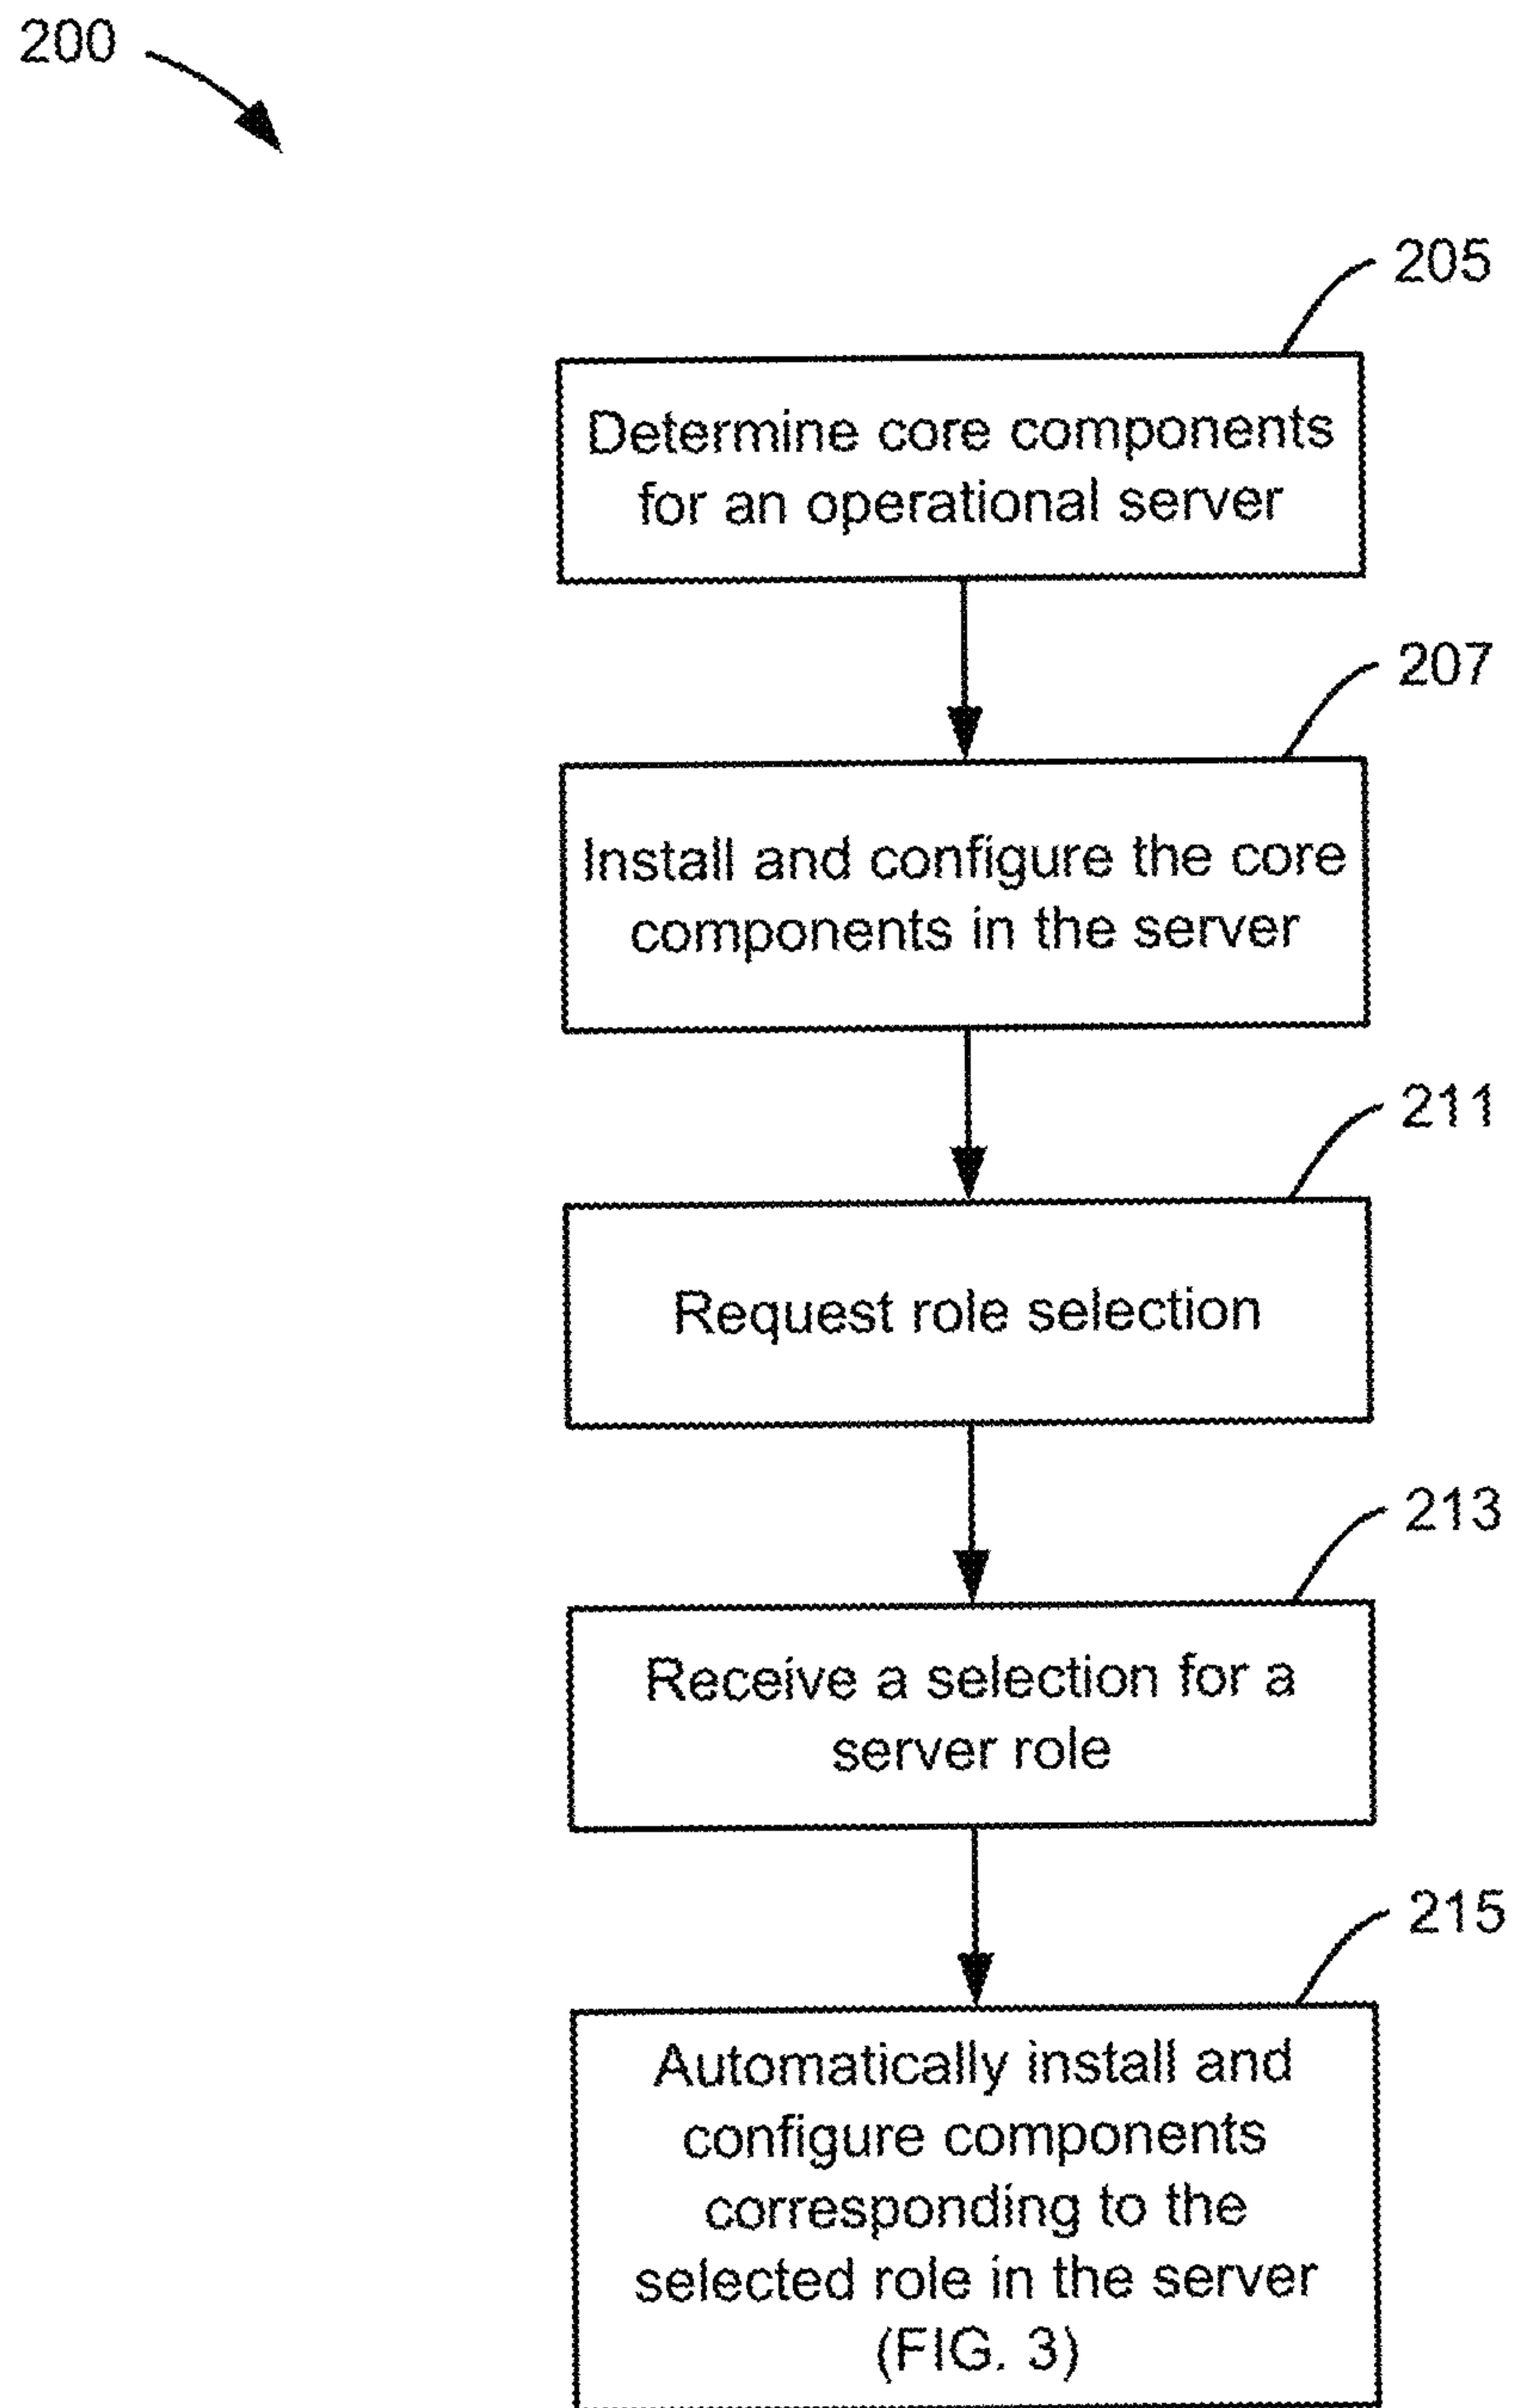 200
205
Determine core components
for an operational server
207
Install and configure the core
components in the server
211
Request role selection
213
Receive a selection for a
server role
215
Automatically install and
configure components
corresponding to the
selected role in the server
(FIG. 3)